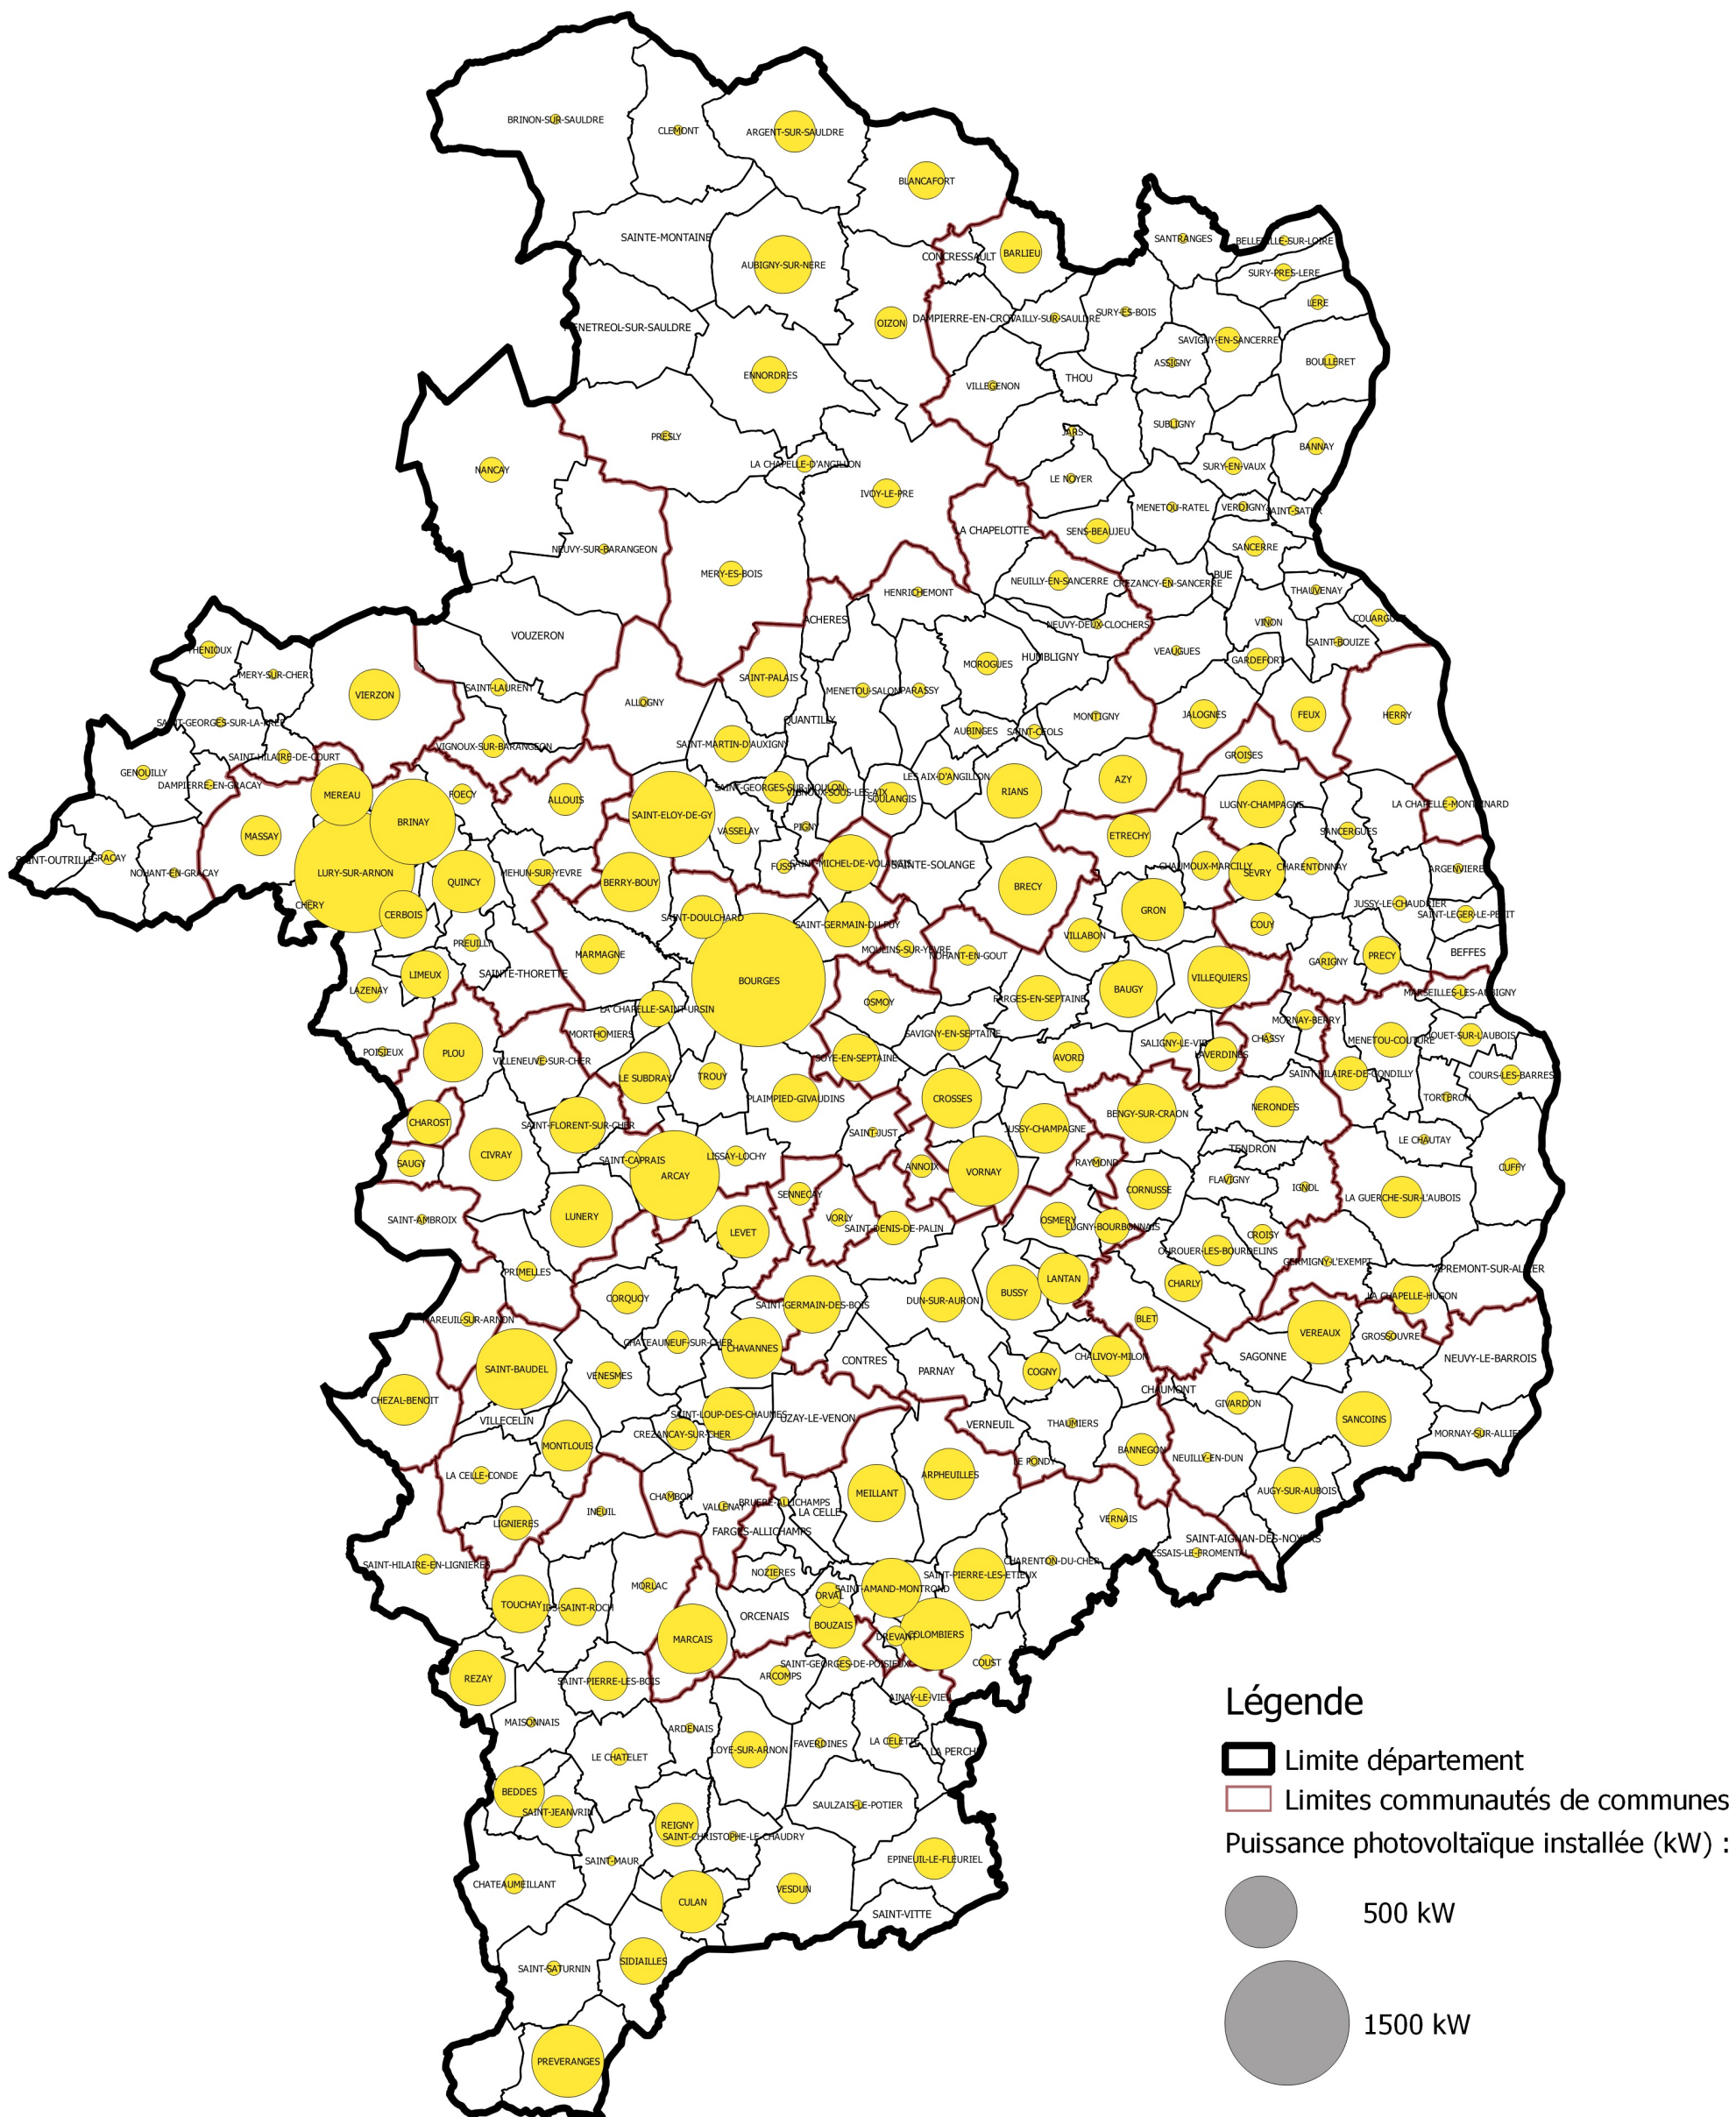 BRINON-SUR-SAULDRE
CLEMONT
ARGENT-SUR-SAULDRE
BLANCAFORT
SAINTE-MONTAINE
AUBIGNY-SUR-NERE
CONCRESSAULT
BARLIEU
SANTRANGES
BELLEVILLE-SUR-LOIRE
SURY-PRES-LERE
LERE
MENETREOL-SUR-SAULDRE
OIZON
DAMPIERRE-EN-CROT
VAILLY-SUR-SAULDRE
SURY-ES-BOIS
SAVIGNY-EN-SANCERRE
ASSIGNY
BOULLERET
ENNORDRES
VILLEGENON
THOU
PRESLY
JARS
SUBLIGNY
BANNAY
NANCAY
LA CHAPELLE-D'ANGILLON
IVOY-LE-PRE
LE NOYER
SURY-EN-VAUX
MENETOU-RATEL
VERDIGNY
SAINT-SATUR
LA CHAPELOTTE
SENS-BEAUJEU
NEUVY-SUR-BARANGEON
SANCERRE
MERY-ES-BOIS
NEUILLY-EN-SANCERRE
CREZANCY-EN-SANCERRE
BUE
HENRICHEMONT
THAUVENAY
ACHERES
NEUVY-DEUX-CLOCHERS
VINON
COUARGUES
VOUZERON
SAINT-BOUIZE
THENIOUX
MERY-SUR-CHER
VEAUGUES
HUMBLIGNY
GARDEFORT
MOROGUES
SAINT-PALAIS
VIERZON
SAINT-LAURENT
MENETOU-SALON
PARASSY
ALLOGNY
MONTIGNY
JALOGNES
FEUX
HERRY
SAINT-GEORGES-SUR-LA-PREE
QUANTILLY
AUBINGES
SAINT-CEOLS
SAINT-HILAIRE-DE-COURT
VIGNOUX-SUR-BARANGEON
SAINT-MARTIN-D'AUXIGNY
GROISES
GENOUILLY
DAMPIERRE-EN-GRACAY
MEREAU
FOECY
ALLOUIS
SAINT-GEORGES-SUR-MOULON
VIGNOUX-SOUS-LES-AIX
SOULANGIS
LES AIX-D'ANGILLON
RIANS
AZY
LUGNY-CHAMPAGNE
LA CHAPELLE-MONTLINARD
MASSAY
BRINAY
SAINT-ELOY-DE-GY
VASSELAY
PIGNY
ETRECHY
SANCERGUES
SAINT-OUTRILLE
GRACAY
NOHANT-EN-GRACAY
LURY-SUR-ARNON
QUINCY
MEHUN-SUR-YEVRE
BERRY-BOUY
FUSSY
SAINT-MICHEL-DE-VOLANGIS
SAINTE-SOLANGE
BRECY
CHAUMOUX-MARCILLY
SEVRY
CHARENTONNAY
ARGENVIERES
CHERY
CERBOIS
SAINT-DOULCHARD
SAINT-GERMAIN-DU-PUY
GRON
COUY
JUSSY-LE-CHAUDRIER
SAINT-LEGER-LE-PETIT
PREUILLY
SAINTE-THORETTE
MARMAGNE
MOULINS-SUR-YEVRE
NOHANT-EN-GOUT
VILLABON
GARIGNY
PRECY
BEFFES
LIMEUX
LAZENAY
BOURGES
OSMOY
FARGES-EN-SEPTAINE
BAUGY
VILLEQUIERS
MARSEILLES-LES-AUBIGNY
LA CHAPELLE-SAINT-URSIN
MORTHOMIERS
SAVIGNY-EN-SEPTAINE
MORNAY-BERRY
CHASSY
MENETOU-COUTURE
JOUET-SUR-L'AUBOIS
POISIEUX
PLOU
VILLENEUVE-SUR-CHER
SOYE-EN-SEPTAINE
AVORD
SALIGNY-LE-VIF
LAVERDINES
LE SUBDRAY
TROUY
SAINT-HILAIRE-DE-GONDILLY
COURS-LES-BARRES
PLAIMPIED-GIVAUDINS
CROSSES
TORTERON
CHAROST
SAINT-FLORENT-SUR-CHER
SAINT-JUST
JUSSY-CHAMPAGNE
BENGY-SUR-CRAON
NERONDES
LE CHAUTAY
SAUGY
CIVRAY
SAINT-CAPRAIS
ARCAY
LISSAY-LOCHY
ANNOIX
VORNAY
RAYMOND
TENDRON
CUFFY
CORNUSSE
FLAVIGNY
IGNOL
LA GUERCHE-SUR-L'AUBOIS
SENNECAY
SAINT-AMBROIX
LUNERY
LEVET
VORLY
SAINT-DENIS-DE-PALIN
OSMERY
LUGNY-BOURBONNAIS
CROISY
OUROUER-LES-BOURDELINS
GERMIGNY-L'EXEMPT
APREMONT-SUR-ALLIER
PRIMELLES
CORQUOY
LANTAN
CHARLY
LA CHAPELLE-HUGON
MAREUIL-SUR-ARNON
SAINT-GERMAIN-DES-BOIS
DUN-SUR-AURON
BUSSY
BLET
VEREAUX
GROSSOUVRE
CHATEAUNEUF-SUR-CHER
CHAVANNES
CONTRES
PARNAY
CHALIVOY-MILON
SAGONNE
NEUVY-LE-BARROIS
SAINT-BAUDEL
VENESMES
COGNY
CHAUMONT
CHEZAL-BENOIT
VILLECELIN
SAINT-LOUP-DES-CHAUMES
UZAY-LE-VENON
VERNEUIL
THAUMIERS
GIVARDON
SANCOINS
MORNAY-SUR-ALLIER
CREZANCAY-SUR-CHER
MONTLOUIS
BANNEGON
NEUILLY-EN-DUN
LA CELLE-CONDE
ARPHEUILLES
LE PONDY
AUGY-SUR-AUBOIS
CHAMBON
VALLENAY
BRUERE-ALLICHAMPS
LA CELLE
MEILLANT
LIGNIERES
INEUIL
FARGES-ALLICHAMPS
VERNAIS
SAINT-AIGNAN-DES-NOYERS
BESSAIS-LE-FROMENTAL
SAINT-HILAIRE-EN-LIGNIERES
NOZIERES
CHARENTON-DU-CHER
SAINT-PIERRE-LES-ETIEUX
MORLAC
ORVAL
SAINT-AMAND-MONTROND
TOUCHAY
IDS-SAINT-ROCH
ORCENAIS
BOUZAIS
MARCAIS
DREVANT
COLOMBIERS
REZAY
SAINT-PIERRE-LES-BOIS
ARCOMPS
SAINT-GEORGES-DE-POISIEUX
COUST
AINAY-LE-VIEIL
MAISONNAIS
ARDENAIS
LE CHATELET
LOYE-SUR-ARNON
FAVERDINES
LA CELETTE
LA PERCHE
BEDDES
SAINT-JEANVRIN
REIGNY
SAINT-CHRISTOPHE-LE-CHAUDRY
SAULZAIS-LE-POTIER
SAINT-MAUR
EPINEUIL-LE-FLEURIEL
CHATEAUMEILLANT
CULAN
VESDUN
SAINT-VITTE
SAINT-SATURNIN
SIDIAILLES
PREVERANGES
Légende
Limite département
Limites communautés de communes
Puissance photovoltaïque installée (kW) :
500 kW
1500 kW